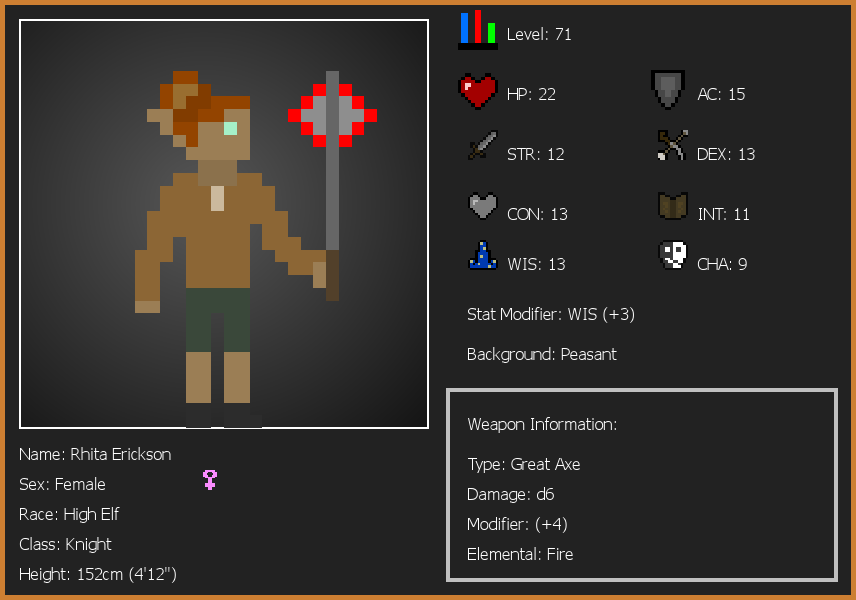 Level: 71
HP: 22
AC: 15
STR: 12
DEX: 13
CON: 13
INT: 11
WIS: 13
CHA: 9
Stat Modifier: WIS (+3)
Background: Peasant
Weapon Information:
Type: Great Axe
Damage: d6
Modifier: (+4)
Elemental: Fire
Name: Rhita Erickson
Sex: Female
Race: High Elf
Class: Knight
Height: 152cm (4'12")